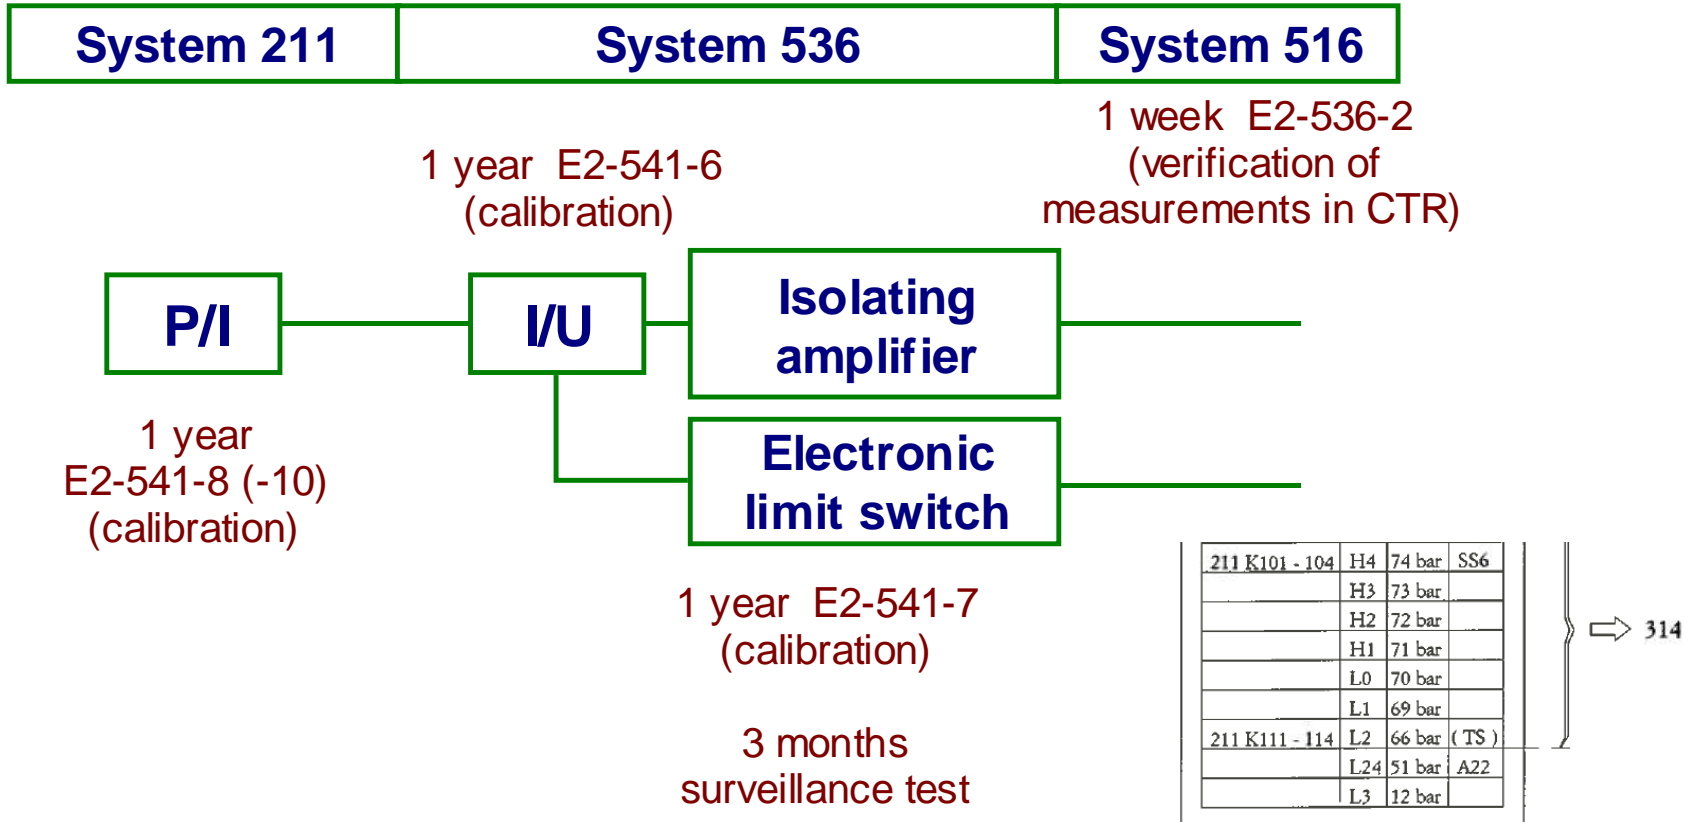 System 211 System 536 System 516
1 week E2-536-2
(verification of
measurements in CTR)
1 year E2-541-6
(calibration)
P/I
I/U
Isolating
amplifier
1 year
E2-541-8 (-10)
(calibration)
Electronic
limit switch
1 year E2-541-7
(calibration)
3 months
surveillance test
211 K101 - 104 H4 74 bar SS6
H3 73 bar
H2 72 bar
H1 71 bar
L0 70 bar
L1 69 bar
211 K111 - 114 L2 66 bar ( TS )
L24 51 bar A22
L3 12 bar
314